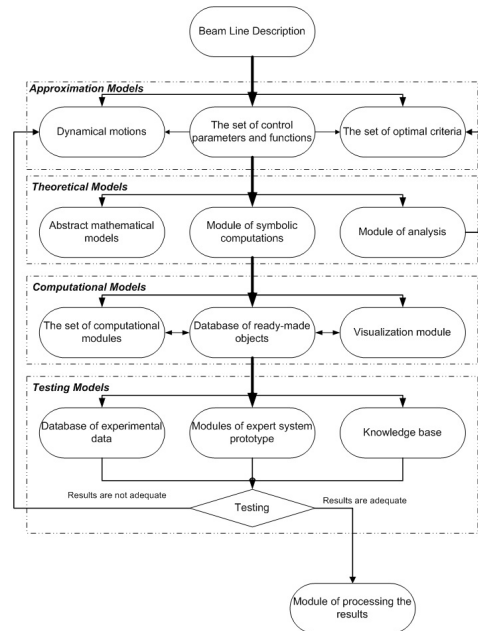 Beam Line Description
Approximation Models
Dynamical motions
The set of control
parameters and functions
The set of optimal criteria
Theoretical Models
Abstract mathematical
models
Module of symbolic
computations
Module of analysis
Computational Models
The set of computational
modules
Database of ready-made
objects
Visualization module
Testing Models
Database of experimental
data
Modules of expert system
prototype
Knowledge base
Results are not adequate
Testing
Results are adequate
Module of processing the
results